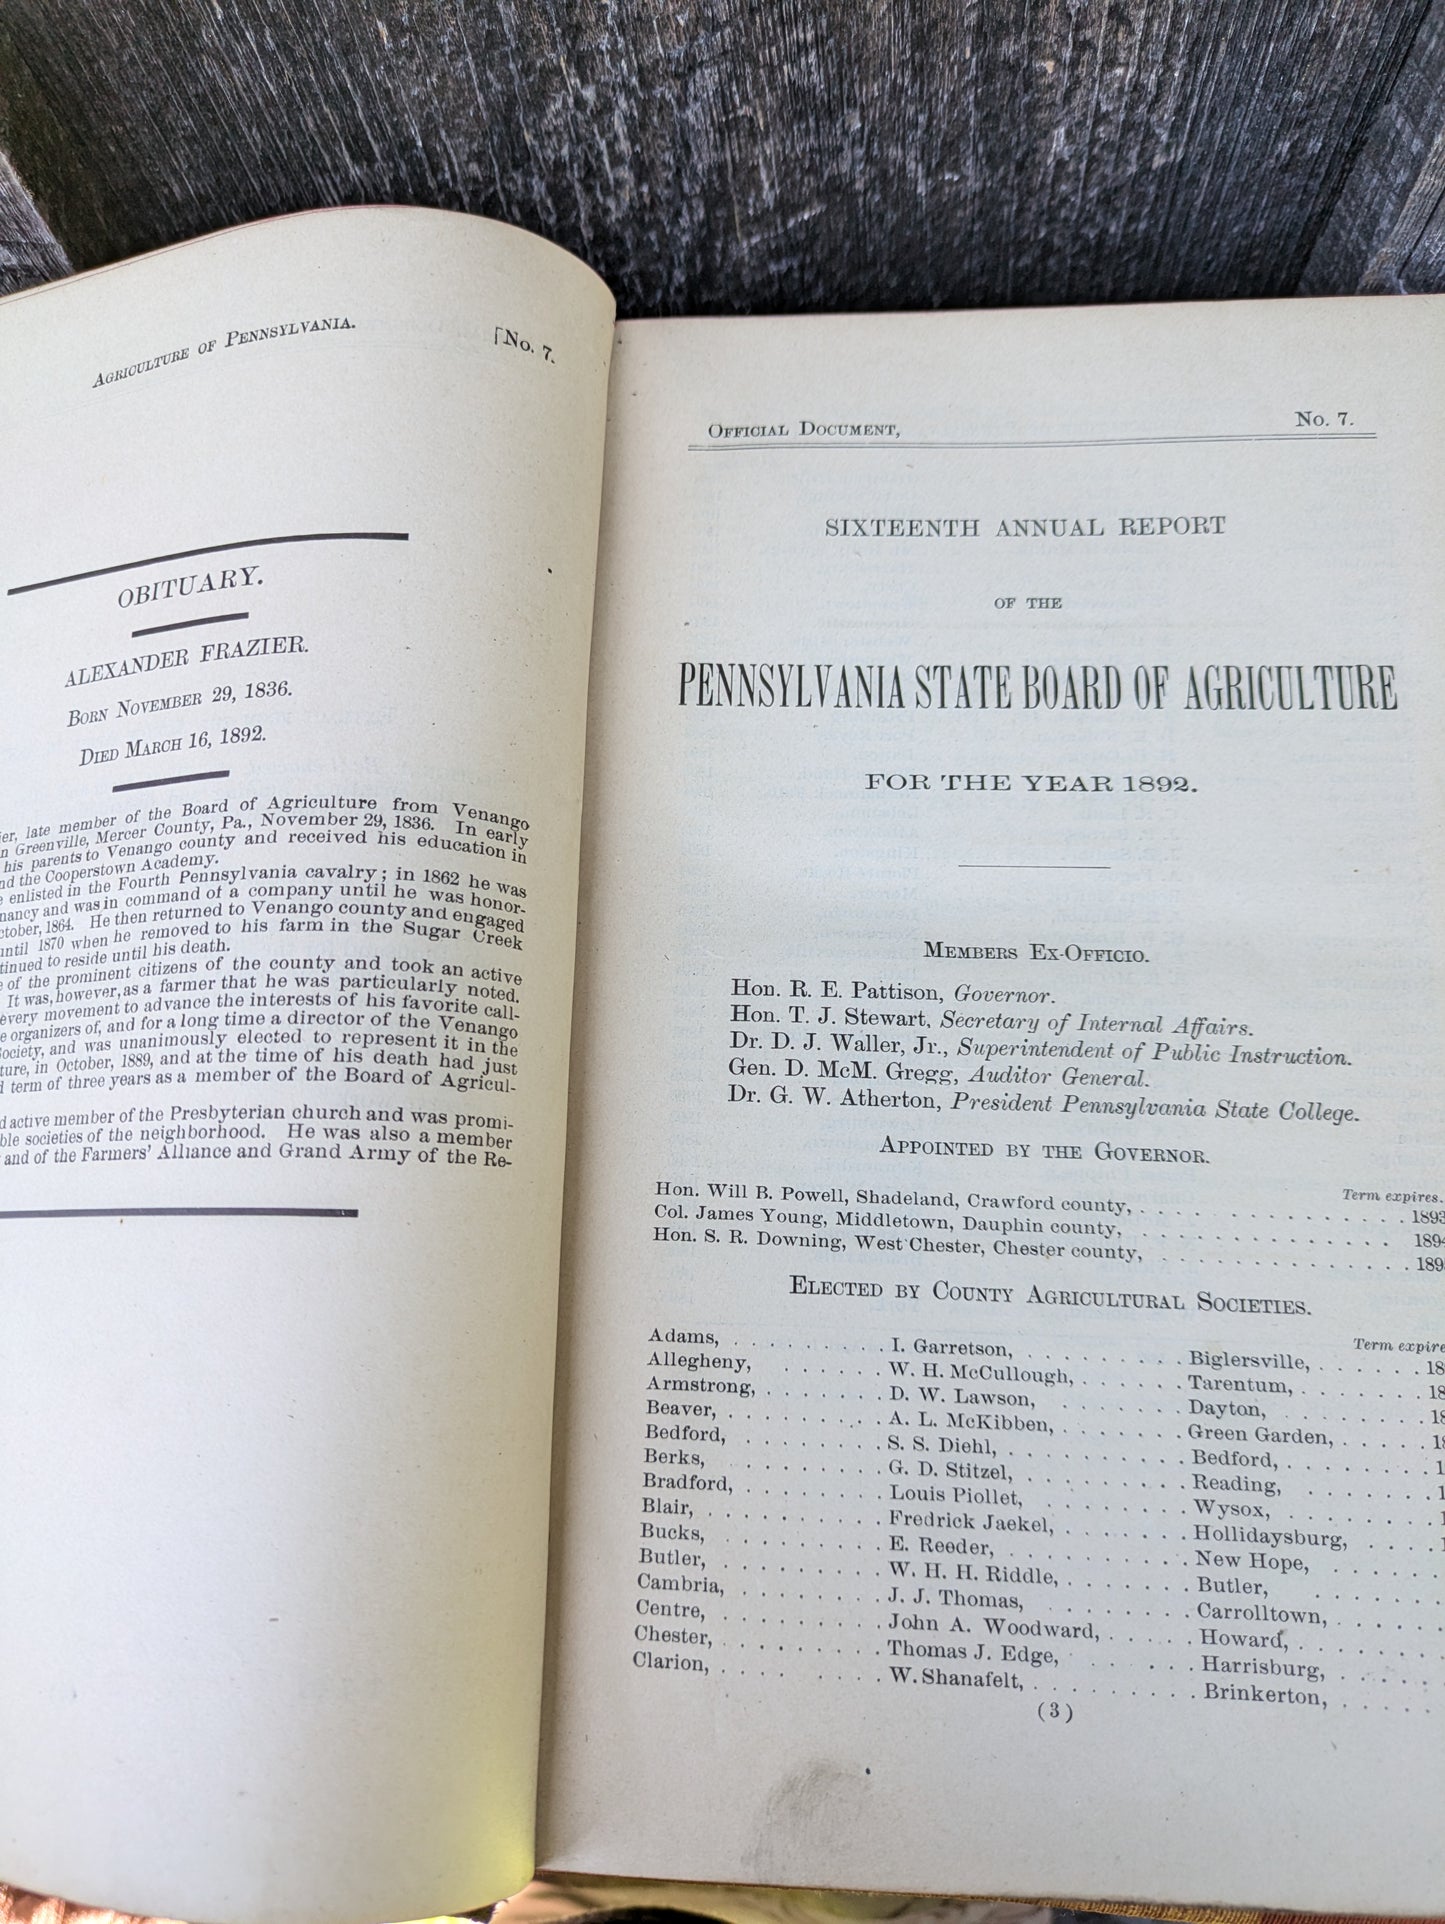 AGRICULTURE OF PENNSYLVANIA. [No. 7.
OBITUARY.
ALEXANDER FRAZIER.
BORN NOVEMBER 29, 1836.
DIED MARCH 16, 1892.
late member of the Board of Agriculture from Venango
Greenville, Mercer County, Pa., November 29, 1836. In early
his parents to Venango county and received his education in
the Cooperstown Academy.
enlisted in the Fourth Pennsylvania cavalry; in 1862 he was
and was in command of a company until he was honor-
1864. He then returned to Venango county and engaged
until 1870 when he removed to his farm in the Sugar Creek
to reside until his death.
of the prominent citizens of the county and took an active
It was, however, as a farmer that he was particularly noted.
every movement to advance the interests of his favorite call-
organizers of, and for a long time a director of the Venango
and was unanimously elected to represent it in the
in October, 1889, and at the time of his death had just
term of three years as a member of the Board of Agricul-
active member of the Presbyterian church and was promi-
societies of the neighborhood. He was also a member
and of the Farmers' Alliance and Grand Army of the Re-
OFFICIAL DOCUMENT, No. 7.
SIXTEENTH ANNUAL REPORT
OF THE
PENNSYLVANIA STATE BOARD OF AGRICULTURE
FOR THE YEAR 1892.
MEMBERS EX-OFFICIO.
Hon. R. E. Pattison, Governor.
Hon. T. J. Stewart, Secretary of Internal Affairs.
Dr. D. J. Waller, Jr., Superintendent of Public Instruction.
Gen. D. McM. Gregg, Auditor General.
Dr. G. W. Atherton, President Pennsylvania State College.
APPOINTED BY THE GOVERNOR.
Term expires.
Hon. Will B. Powell, Shadeland, Crawford county, . . . . . . . . . . . . . . 1893
Col. James Young, Middletown, Dauphin county, . . . . . . . . . . . . . . 1894
Hon. S. R. Downing, West Chester, Chester county, . . . . . . . . . . . . . .
ELECTED BY COUNTY AGRICULTURAL SOCIETIES.
Term
Adams, . . . . . . . . . I. Garretson, . . . . . . . . . Biglersville, . . . . .
Allegheny, . . . . . . W. H. McCullough, . . . . . . Tarentum, . . . . . .
Armstrong, . . . . . . . D. W. Lawson, . . . . . . . Dayton, . . . . . . .
Beaver, . . . . . . . . . A. L. McKibben, . . . . . . . Green Garden, . . . .
Bedford, . . . . . . . . S. S. Diehl, . . . . . . . . . Bedford, . . . . . . .
Berks, . . . . . . . . . G. D. Stitzel, . . . . . . . . Reading, . . . . . . .
Bradford, . . . . . . . . Louis Piollet, . . . . . . . . Wysox, . . . . . . .
Blair, . . . . . . . . . . Fredrick Jaekel, . . . . . . . Hollidaysburg, . . . .
Bucks, . . . . . . . . . E. Reeder, . . . . . . . . . . New Hope, . . . . . .
Butler, . . . . . . . . . W. H. H. Riddle, . . . . . . . Butler, . . . . . . .
Cambria, . . . . . . . . J. J. Thomas, . . . . . . . . Carrolltown, . . . . .
Centre, . . . . . . . . . John A. Woodward, . . . . . Howard, . . . . . . .
Chester, . . . . . . . . . Thomas J. Edge, . . . . . . Harrisburg, . . . . .
Clarion, . . . . . . . . W. Shanafelt, . . . . . . . . . Brinkerton, . . . . .
(3)